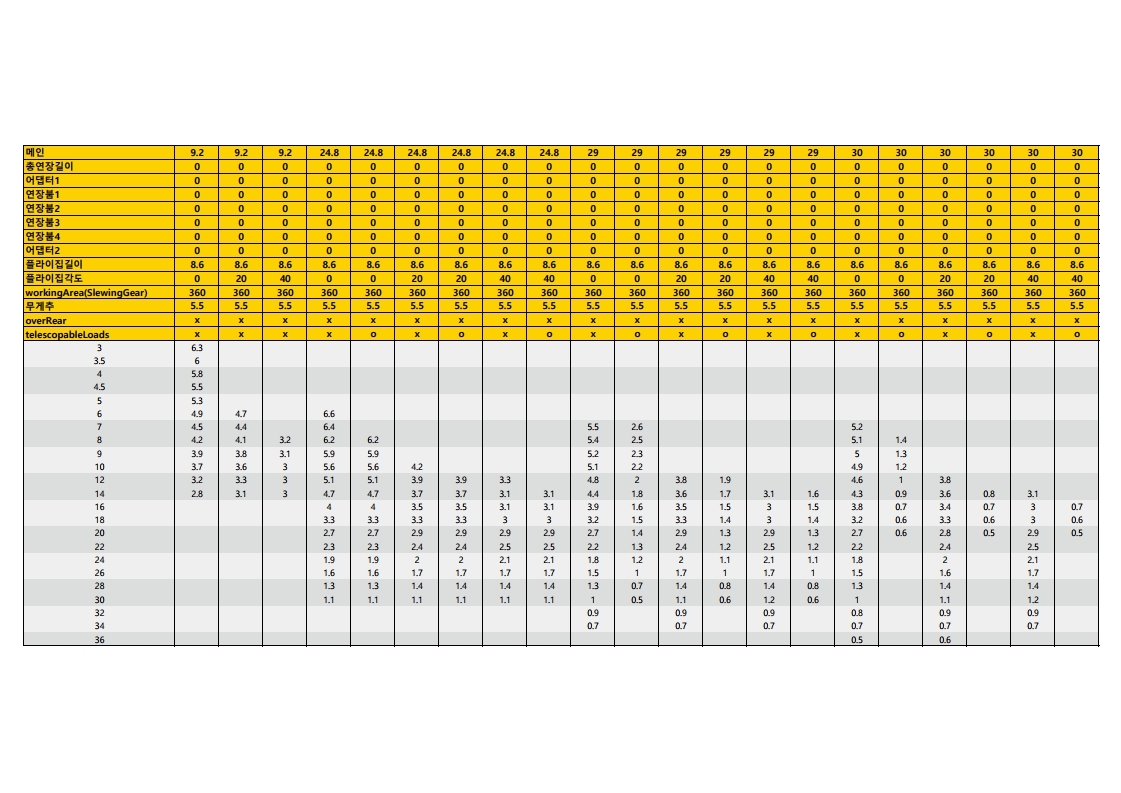 메인 9.2 9.2 9.2 24.8 24.8 24.8 24.8 24.8 24.8 29 29 29 29 29 29 30 30 30 30 30 30
총연장길이 0 0 0 0 0 0 0 0 0 0 0 0 0 0 0 0 0 0 0 0 0
어댑터1 0 0 0 0 0 0 0 0 0 0 0 0 0 0 0 0 0 0 0 0 0
연장붐1 0 0 0 0 0 0 0 0 0 0 0 0 0 0 0 0 0 0 0 0 0
연장붐2 0 0 0 0 0 0 0 0 0 0 0 0 0 0 0 0 0 0 0 0 0
연장붐3 0 0 0 0 0 0 0 0 0 0 0 0 0 0 0 0 0 0 0 0 0
연장붐4 0 0 0 0 0 0 0 0 0 0 0 0 0 0 0 0 0 0 0 0 0
어댑터2 0 0 0 0 0 0 0 0 0 0 0 0 0 0 0 0 0 0 0 0 0
플라이집길이 8.6 8.6 8.6 8.6 8.6 8.6 8.6 8.6 8.6 8.6 8.6 8.6 8.6 8.6 8.6 8.6 8.6 8.6 8.6 8.6 8.6
플라이집각도 0 20 40 0 0 20 20 40 40 0 0 20 20 40 40 0 0 20 20 40 40
workingArea(SlewingGear) 360 360 360 360 360 360 360 360 360 360 360 360 360 360 360 360 360 360 360 360 360
무게추 5.5 5.5 5.5 5.5 5.5 5.5 5.5 5.5 5.5 5.5 5.5 5.5 5.5 5.5 5.5 5.5 5.5 5.5 5.5 5.5 5.5
overRear x x x x x x x x x x x x x x x x x x x x x
telescopableLoads x x x x o x o x o x o x o x o x o x o x o
3 6.3
3.5 6
4 5.8
4.5 5.5
5 5.3
6 4.9 4.7 6.6
7 4.5 4.4 6.4 5.5 2.6 5.2
8 4.2 4.1 3.2 6.2 6.2 5.4 2.5 5.1 1.4
9 3.9 3.8 3.1 5.9 5.9 5.2 2.3 5 1.3
10 3.7 3.6 3 5.6 5.6 4.2 5.1 2.2 4.9 1.2
12 3.2 3.3 3 5.1 5.1 3.9 3.9 3.3 4.8 2 3.8 1.9 4.6 1 3.8
14 2.8 3.1 3 4.7 4.7 3.7 3.7 3.1 3.1 4.4 1.8 3.6 1.7 3.1 1.6 4.3 0.9 3.6 0.8 3.1
16 4 4 3.5 3.5 3.1 3.1 3.9 1.6 3.5 1.5 3 1.5 3.8 0.7 3.4 0.7 3 0.7
18 3.3 3.3 3.3 3.3 3 3 3.2 1.5 3.3 1.4 3 1.4 3.2 0.6 3.3 0.6 3 0.6
20 2.7 2.7 2.9 2.9 2.9 2.9 2.7 1.4 2.9 1.3 2.9 1.3 2.7 0.6 2.8 0.5 2.9 0.5
22 2.3 2.3 2.4 2.4 2.5 2.5 2.2 1.3 2.4 1.2 2.5 1.2 2.2 2.4 2.5
24 1.9 1.9 2 2 2.1 2.1 1.8 1.2 2 1.1 2.1 1.1 1.8 2 2.1
26 1.6 1.6 1.7 1.7 1.7 1.7 1.5 1 1.7 1 1.7 1 1.5 1.6 1.7
28 1.3 1.3 1.4 1.4 1.4 1.4 1.3 0.7 1.4 0.8 1.4 0.8 1.3 1.4 1.4
30 1.1 1.1 1.1 1.1 1.1 1.1 1 0.5 1.1 0.6 1.2 0.6 1 1.1 1.2
32 0.9 0.9 0.9 0.8 0.9 0.9
34 0.7 0.7 0.7 0.7 0.7 0.7
36 0.5 0.6